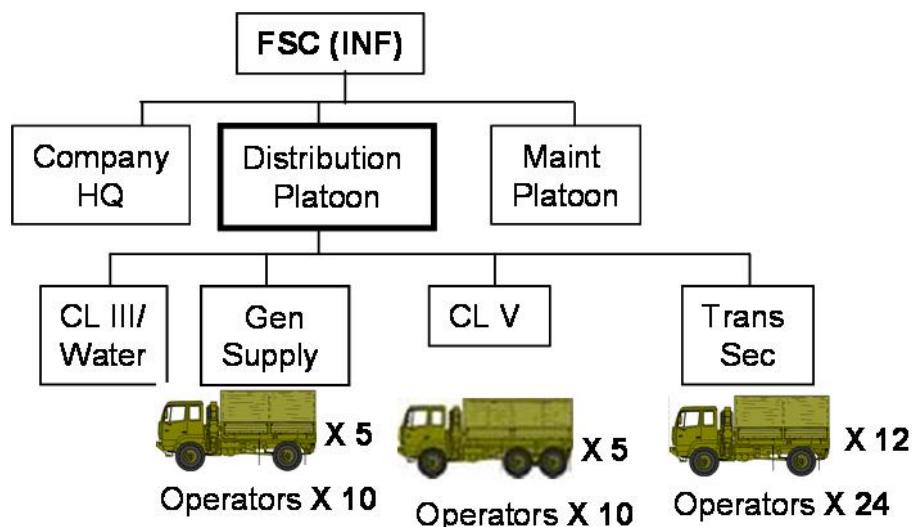 FSC (INF)
Company
HQ
Distribution
Platoon
Maint
Platoon
CL III/
Water
Gen
Supply
CL V
Trans
Sec
X 5
X 5
X 12
Operators X 10
Operators X 10
Operators X 24